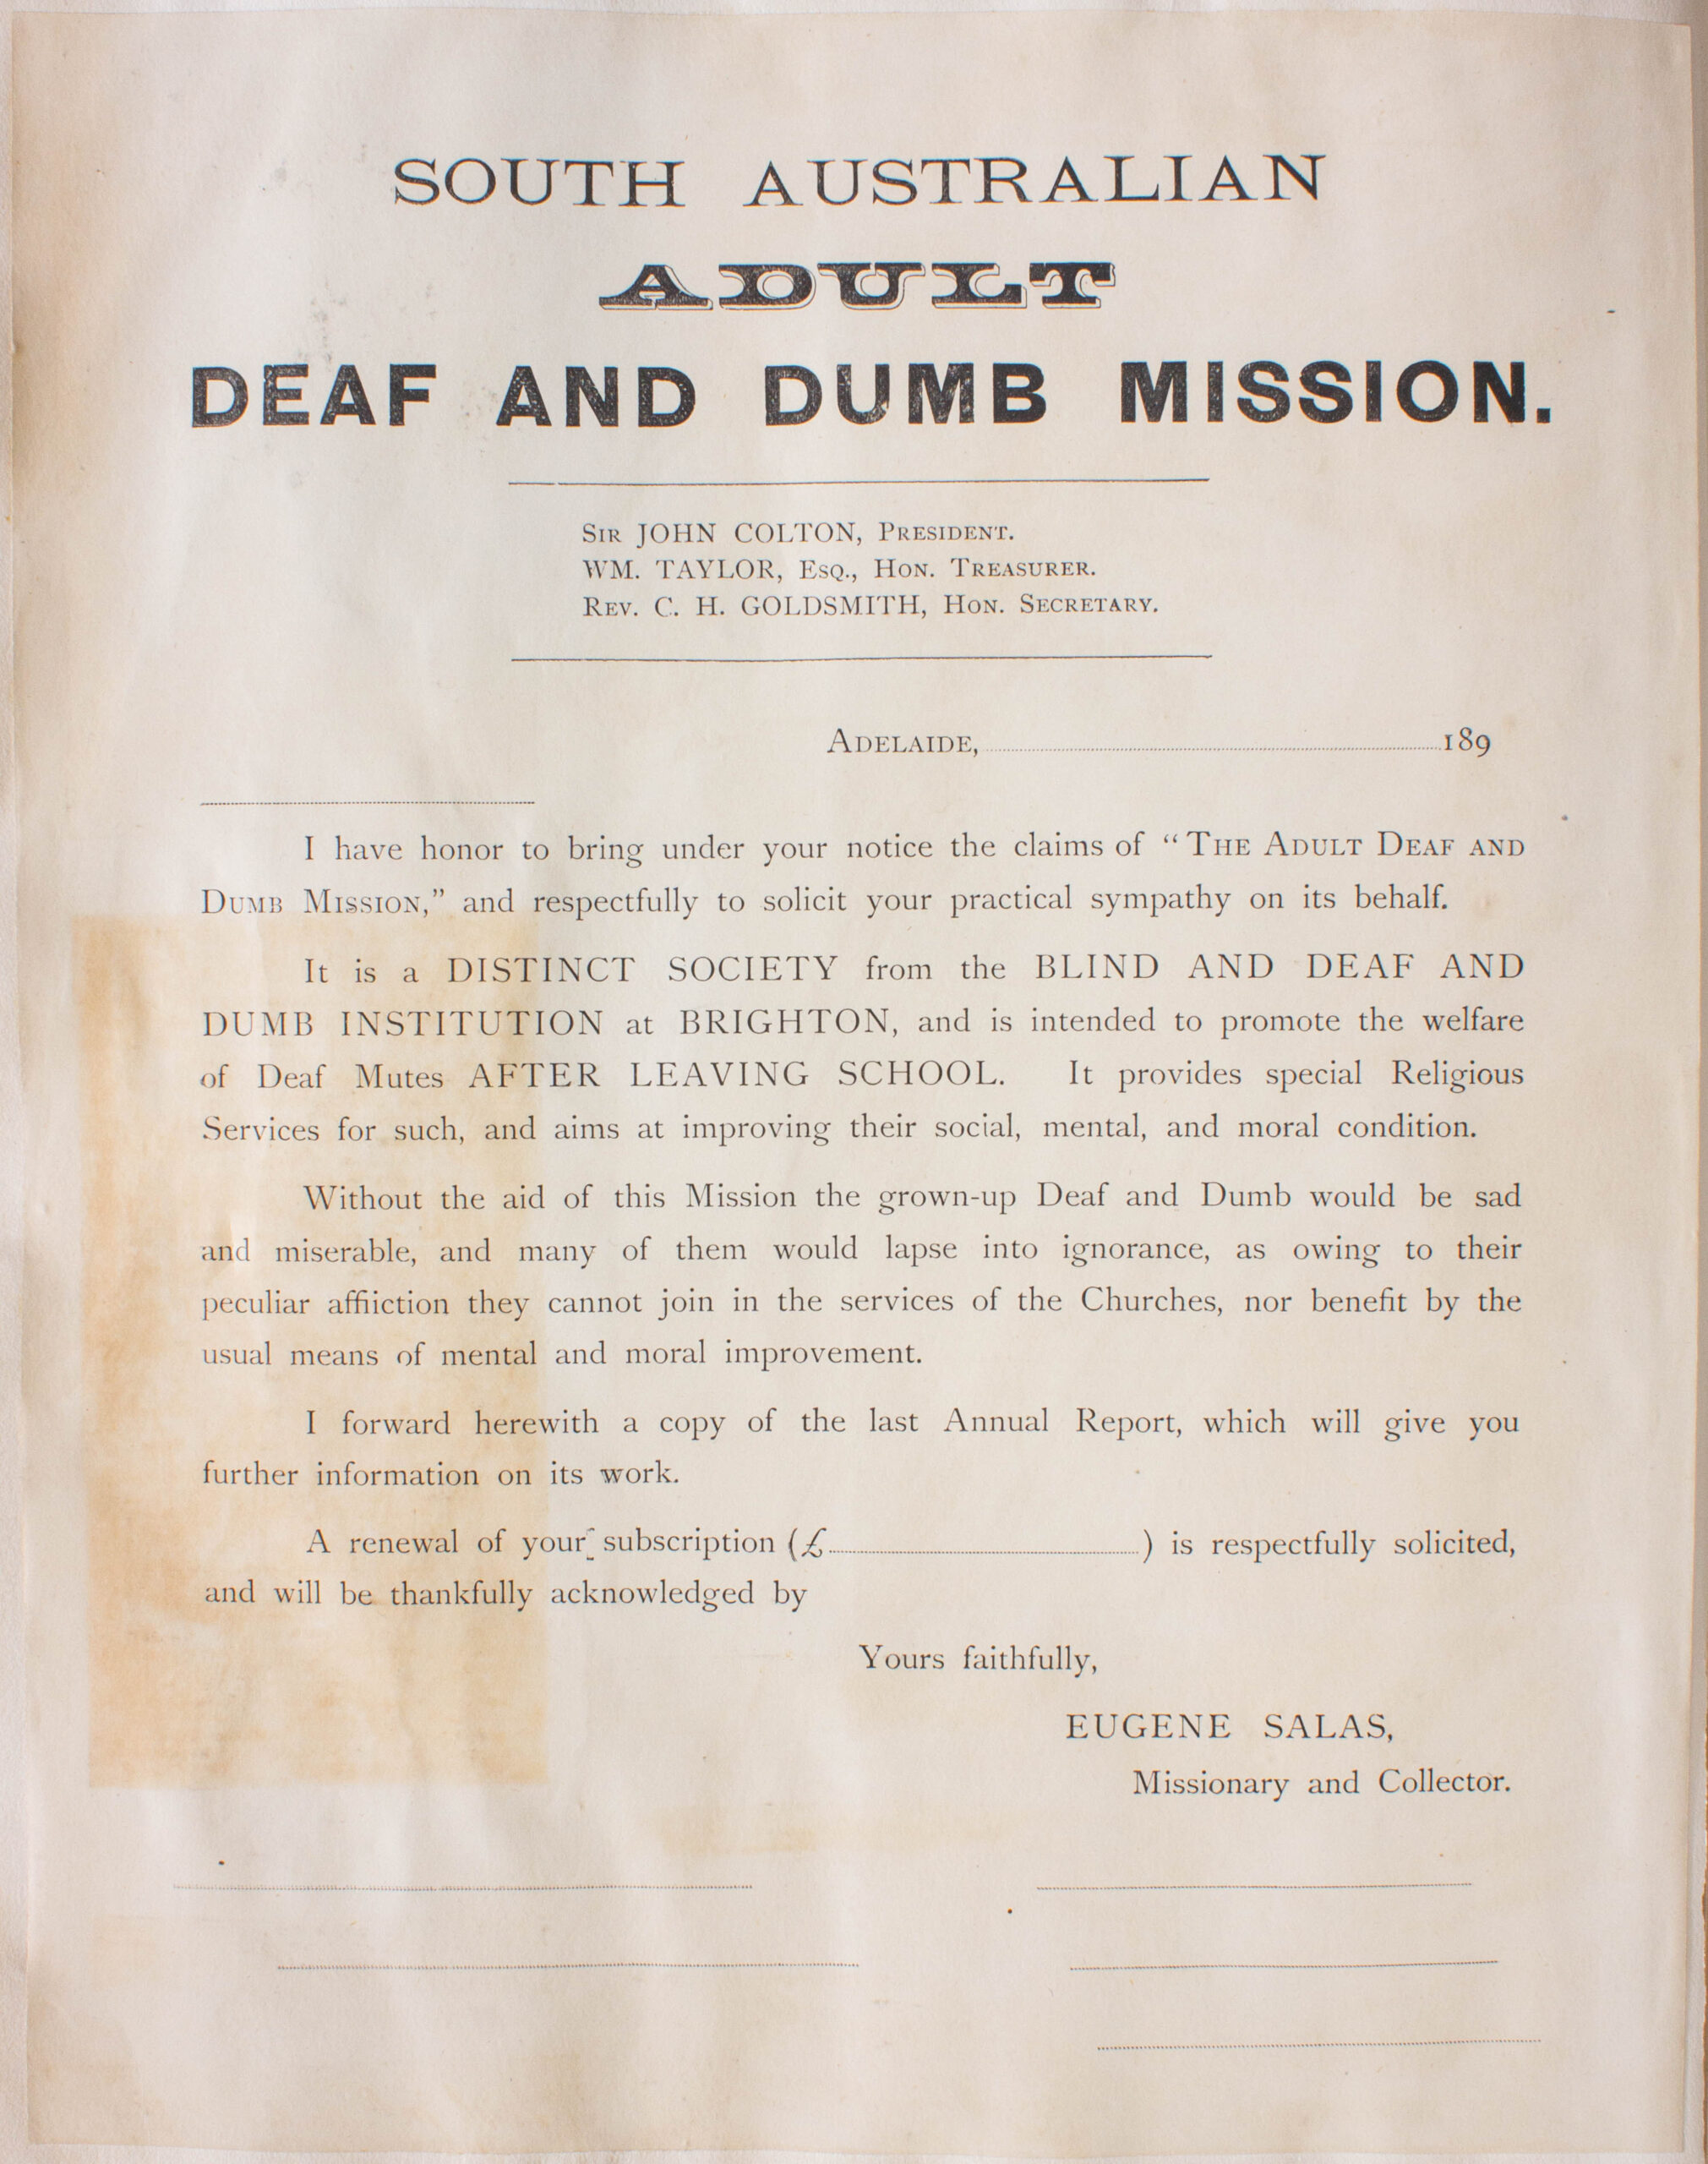 SOUTH AUSTRALIAN
ADULT
DEAF AND DUMB MISSION.
Sir JOHN COLTON, President.
WM. TAYLOR, Esq., Hon. Treasurer.
Rev. C. H. GOLDSMITH, Hon. Secretary.
Adelaide, 189
I have honor to bring under your notice the claims of “The Adult Deaf and
Dumb Mission,” and respectfully to solicit your practical sympathy on its behalf.
It is a DISTINCT SOCIETY from the BLIND AND DEAF AND
DUMB INSTITUTION at BRIGHTON, and is intended to promote the welfare
of Deaf Mutes AFTER LEAVING SCHOOL. It provides special Religious
Services for such, and aims at improving their social, mental, and moral condition.
Without the aid of this Mission the grown-up Deaf and Dumb would be sad
and miserable, and many of them would lapse into ignorance, as owing to their
peculiar affliction they cannot join in the services of the Churches, nor benefit by the
usual means of mental and moral improvement.
I forward herewith a copy of the last Annual Report, which will give you
further information on its work.
A renewal of your subscription (£ ) is respectfully solicited,
and will be thankfully acknowledged by
Yours faithfully,
EUGENE SALAS,
Missionary and Collector.